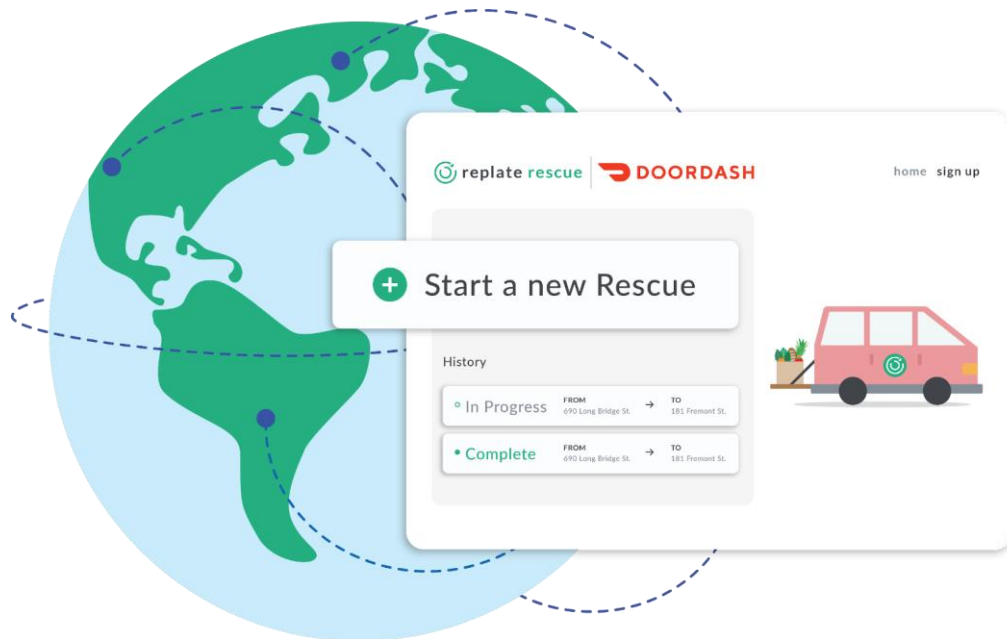 replate rescue DOORDASH
home sign up
Start a new Rescue
History
In Progress
FROM
690 Long Bridge St.
TO
181 Fremont St.
Complete
FROM
690 Long Bridge St.
TO
181 Fremont St.